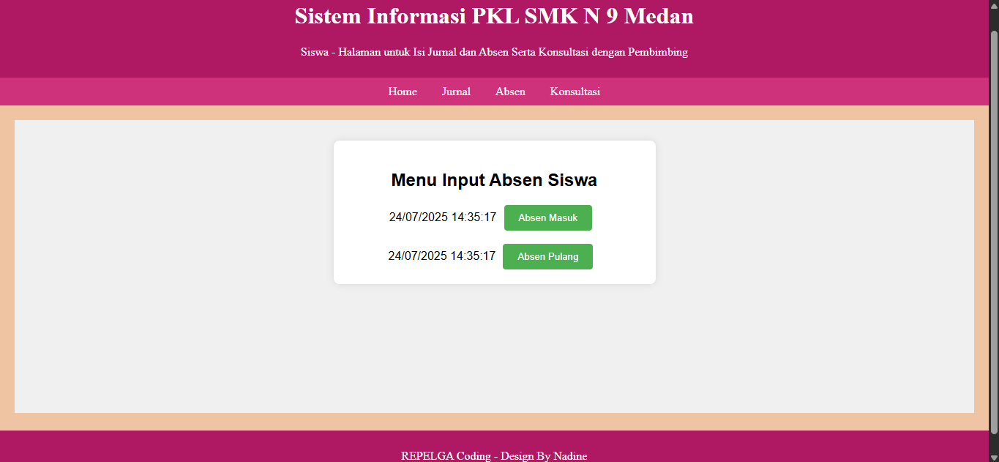 Sistem Informasi PKL SMK N 9 Medan
Siswa - Halaman untuk Isi Jurnal dan Absen Serta Konsultasi dengan Pembimbing
Home Jurnal Absen Konsultasi
Menu Input Absen Siswa
24/07/2025 14:35:17 Absen Masuk
24/07/2025 14:35:17 Absen Pulang
REPELGA Coding - Design By Nadine